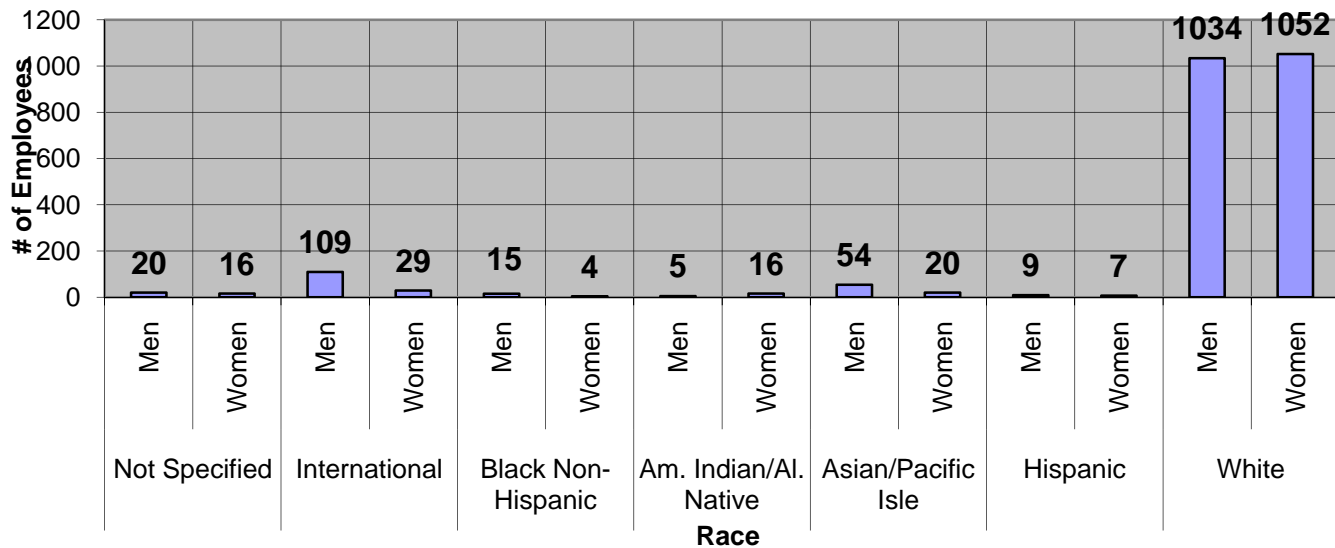 1200
1000
800
600
400
200
0
# of Employees
20 16 109 29 15 4 5 16 54 20 9 7 1034 1052
Men Women Men Women Men Women Men Women Men Women Men Women Men Women
Not Specified International Black Non- Am. Indian/Al. Asian/Pacific Hispanic White
Hispanic Native Isle
Race